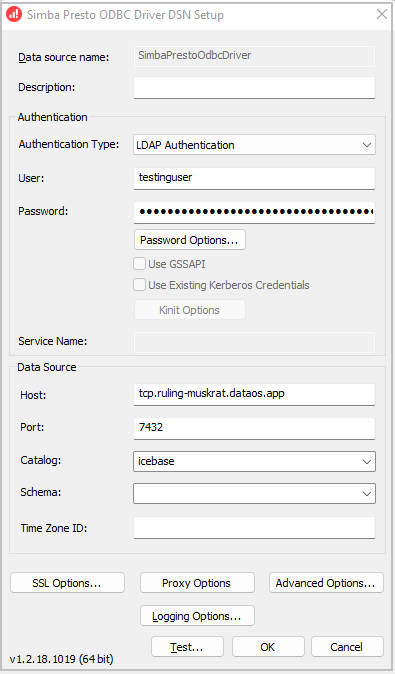 Simba Presto ODBC Driver DSN Setup
Data source name: SimbaPrestoOdbcDriver
Description:
Authentication
Authentication Type: LDAP Authentication
User: testinguser
Password: ●●●●●●●●●●●●●●●●●●●●●●●●●●●●●●
Password Options...
Use GSSAPI
Use Existing Kerberos Credentials
Kinit Options
Service Name:
Data Source
Host: tcp.ruling-muskrat.dataos.app
Port: 7432
Catalog: icebase
Schema:
Time Zone ID:
SSL Options... Proxy Options Advanced Options...
Logging Options...
Test... OK Cancel
v1.2.18.1019 (64 bit)